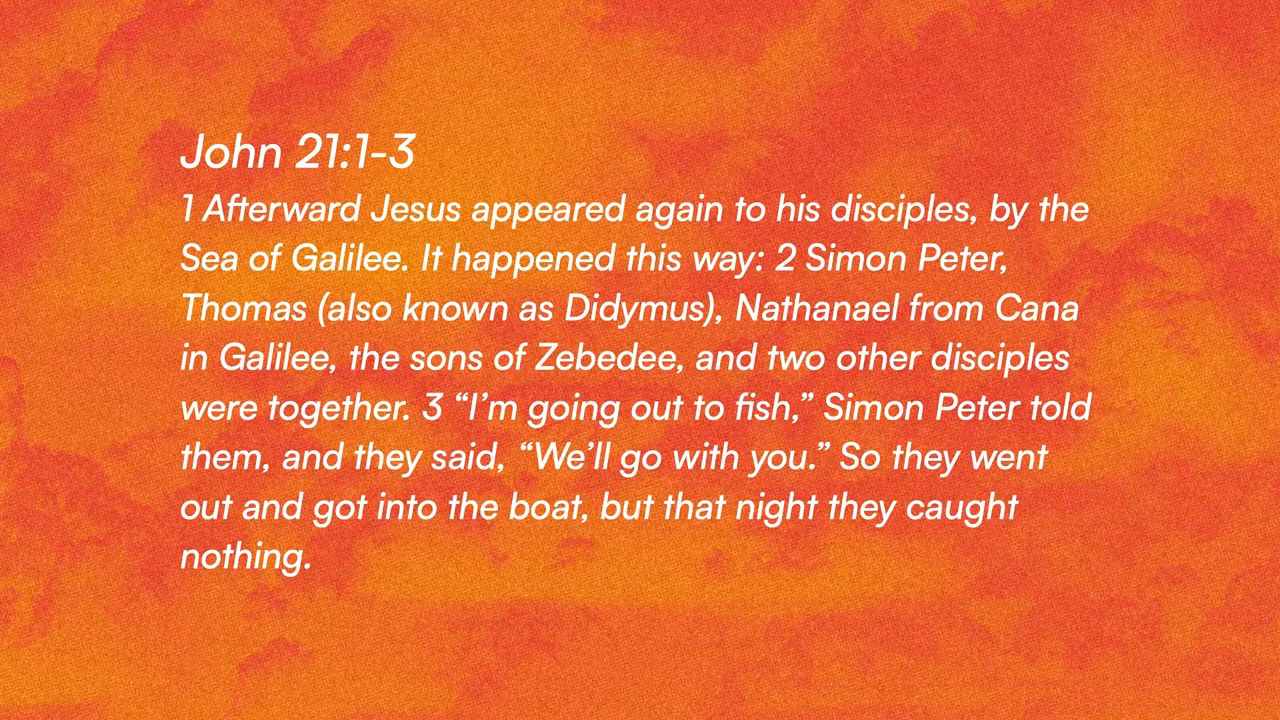 John 21:1-3
1 Afterward Jesus appeared again to his disciples, by the
Sea of Galilee. It happened this way: 2 Simon Peter,
Thomas (also known as Didymus), Nathanael from Cana
in Galilee, the sons of Zebedee, and two other disciples
were together. 3 “I’m going out to fish,” Simon Peter told
them, and they said, “We’ll go with you.” So they went
out and got into the boat, but that night they caught
nothing.